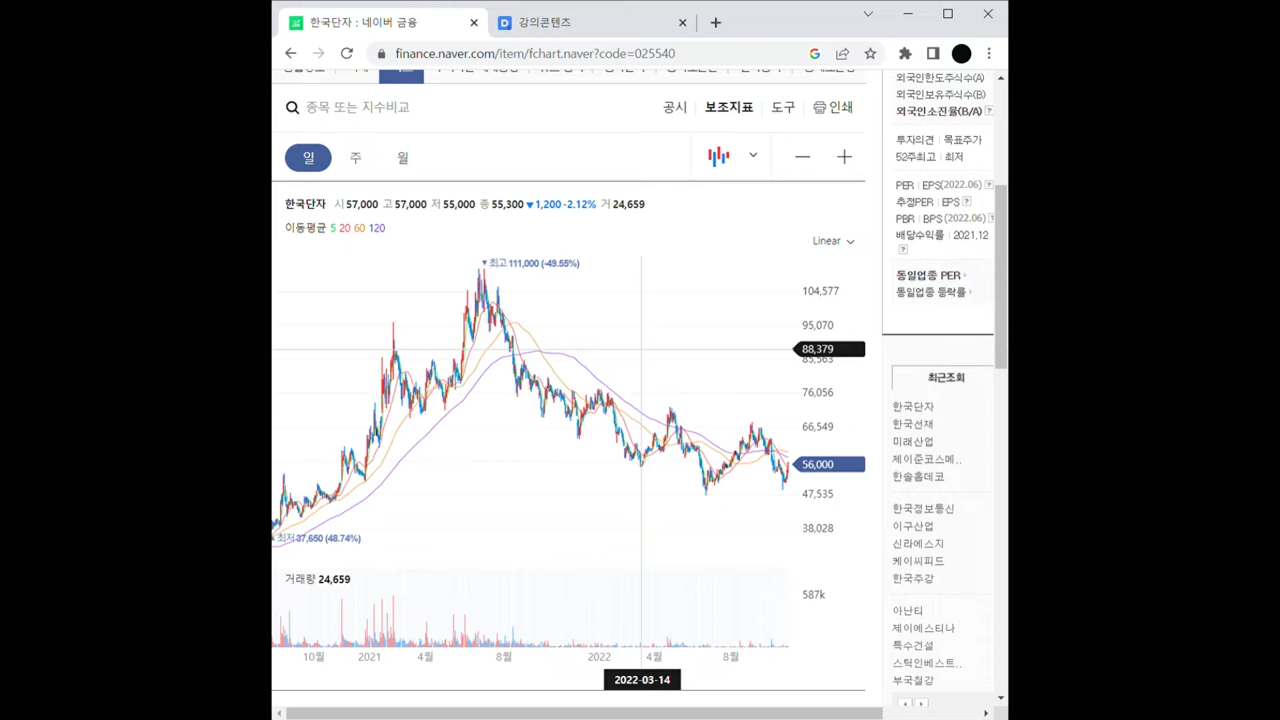 한국단자 : 네이버 금융
강의콘텐츠
finance.naver.com/item/fchart.naver?code=025540
종목 또는 지수비교
공시 보조지표 도구 인쇄
일 주 월
한국단자 시 57,000 고 57,000 저 55,000 종 55,300 ▼1,200 -2.12% 거 24,659
이동평균 5 20 60 120
Linear
▼최고 111,000 (-49.55%)
104,577
95,070
88,379
85,563
76,056
66,549
56,000
47,535
38,028
▲최저 37,650 (48.74%)
거래량 24,659
587k
10월 2021 4월 8월 2022 4월 8월
2022-03-14
외국인한도주식수(A)
외국인보유주식수(B)
외국인소진율(B/A) ?
투자의견 | 목표주가
52주최고 | 최저
PER | EPS(2022.06) ?
추정PER | EPS ?
PBR | BPS (2022.06) ?
배당수익률 | 2021.12
?
동일업종 PER
동일업종 등락률
최근조회
한국단자
한국선재
미래산업
제이준코스메..
한솔홈데코
한국정보통신
이구산업
신라에스지
케이씨피드
한국주강
아난티
제이에스티나
특수건설
스틱인베스트..
부국철강